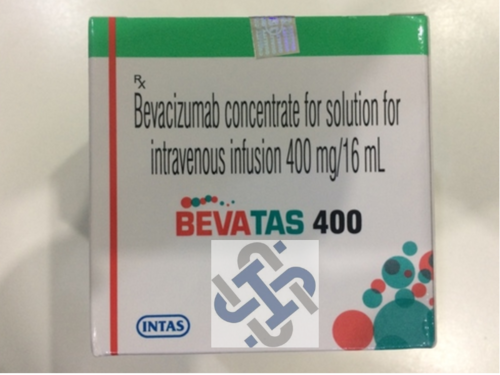 Rx
Bevacizumab concentrate for solution for
intravenous infusion 400 mg/16 mL
BEVATAS 400
INTAS